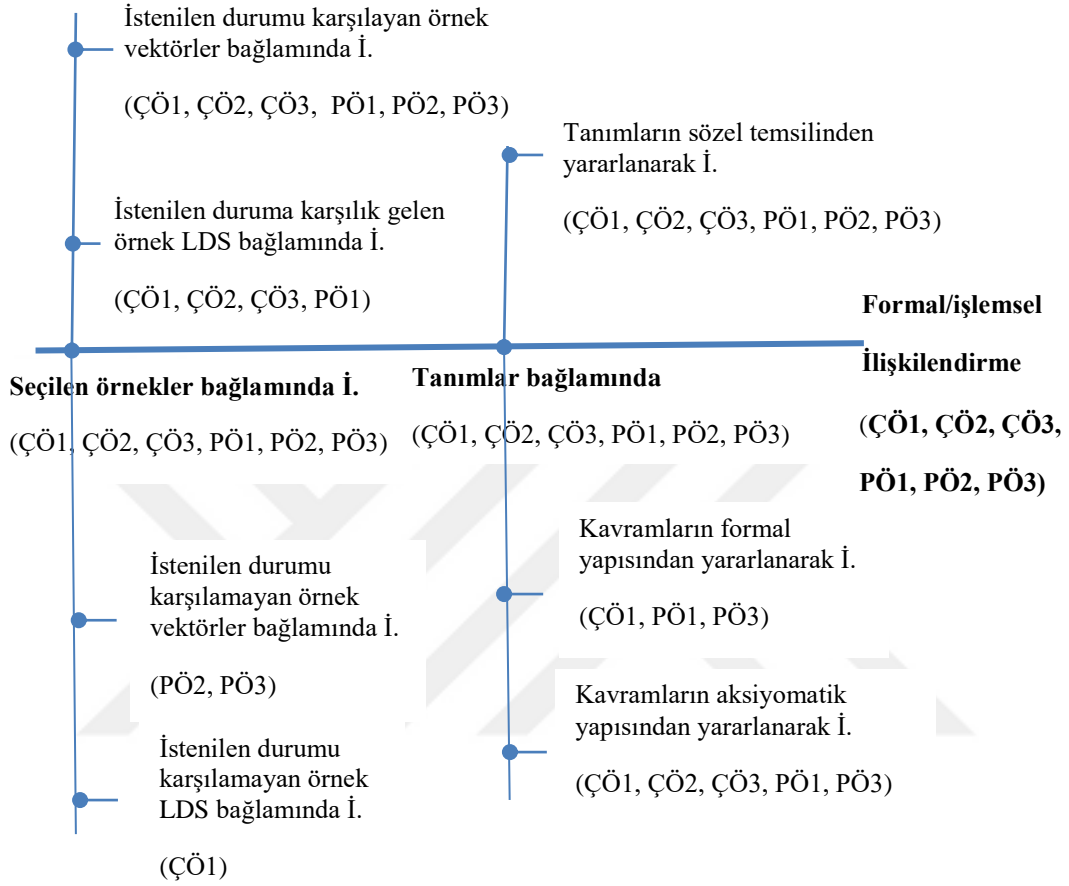 İstenilen durumu karşılayan örnek
vektörler bağlamında İ.
(ÇÖ1, ÇÖ2, ÇÖ3, PÖ1, PÖ2, PÖ3)
İstenilen duruma karşılık gelen
örnek LDS bağlamında İ.
(ÇÖ1, ÇÖ2, ÇÖ3, PÖ1)
Tanımların sözel temsilinden
yararlanarak İ.
(ÇÖ1, ÇÖ2, ÇÖ3, PÖ1, PÖ2, PÖ3)
Formal/işlemsel
İlişkilendirme
(ÇÖ1, ÇÖ2, ÇÖ3,
PÖ1, PÖ2, PÖ3)
Seçilen örnekler bağlamında İ.
(ÇÖ1, ÇÖ2, ÇÖ3, PÖ1, PÖ2, PÖ3)
Tanımlar bağlamında
(ÇÖ1, ÇÖ2, ÇÖ3, PÖ1, PÖ2, PÖ3)
İstenilen durumu
karşılamayan örnek
vektörler bağlamında İ.
(PÖ2, PÖ3)
İstenilen durumu
karşılamayan örnek
LDS bağlamında İ.
(ÇÖ1)
Kavramların formal
yapısından yararlanarak İ.
(ÇÖ1, PÖ1, PÖ3)
Kavramların aksiyomatik
yapısından yararlanarak İ.
(ÇÖ1, ÇÖ2, ÇÖ3, PÖ1, PÖ3)